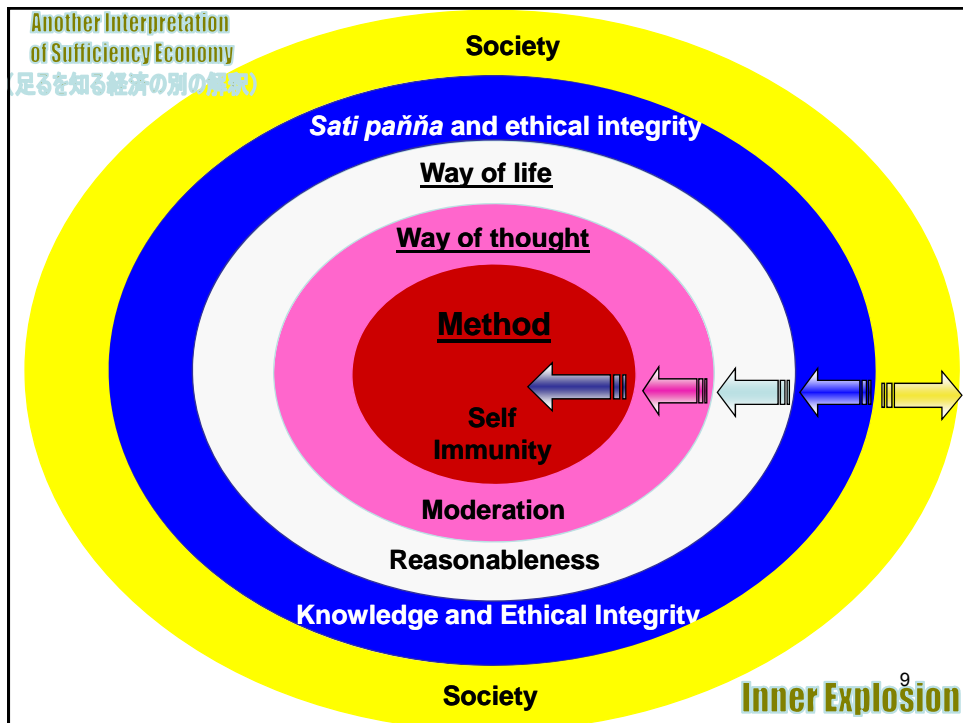 Another Interpretation
of Sufficiency Economy
(足るを知る経済の別の解釈)
Society
Sati paňňa and ethical integrity
Way of life
Way of thought
Method
Self
Immunity
Moderation
Reasonableness
Knowledge and Ethical Integrity
Society
9
Inner Explosion